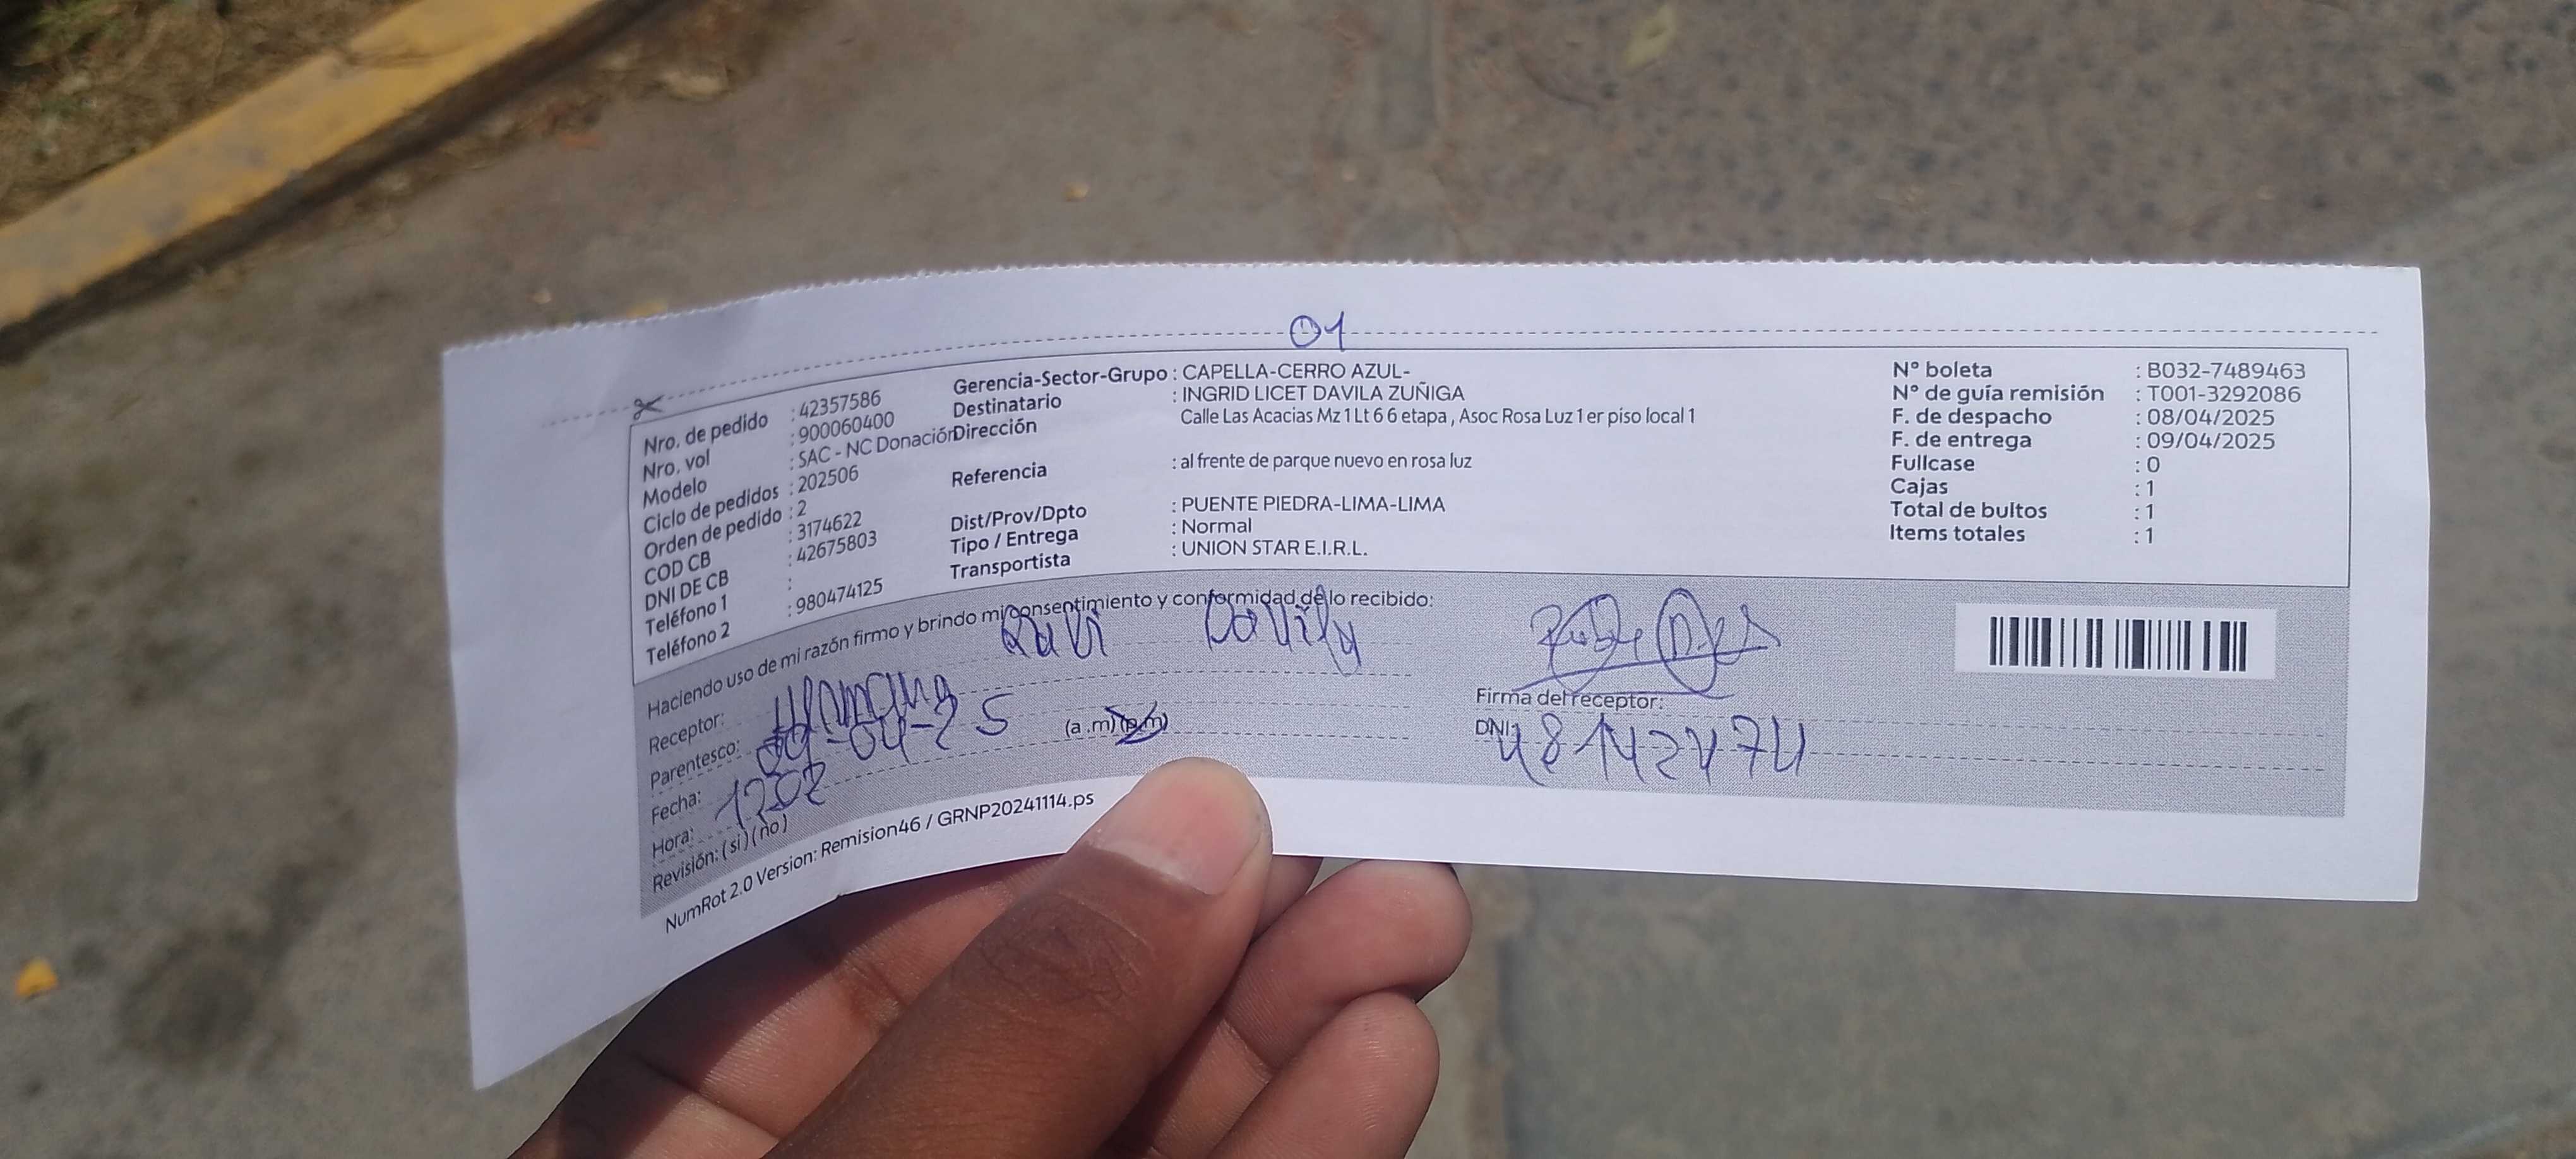 01
Nro. de pedido : 42357586
Nro. vol : 900060400
Modelo : SAC - NC Donación
Ciclo de pedidos : 202506
Orden de pedido : 2
COD CB : 3174622
DNI DE CB : 42675803
Teléfono 1 :
Teléfono 2 : 980474125
Gerencia-Sector-Grupo : CAPELLA-CERRO AZUL-
Destinatario : INGRID LICET DAVILA ZUÑIGA
Dirección Calle Las Acacias Mz 1 Lt 6 6 etapa , Asoc Rosa Luz 1 er piso local 1
Referencia : al frente de parque nuevo en rosa luz
Dist/Prov/Dpto : PUENTE PIEDRA-LIMA-LIMA
Tipo / Entrega : Normal
Transportista : UNION STAR E.I.R.L.
Nº boleta : B032-7489463
Nº de guía remisión : T001-3292086
F. de despacho : 08/04/2025
F. de entrega : 09/04/2025
Fullcase : 0
Cajas : 1
Total de bultos : 1
Items totales : 1
Haciendo uso de mi razón firmo y brindo mi consentimiento y conformidad de lo recibido:
Receptor: Davila
Parentesco: Hermana
Fecha: 09-04-25
Hora: (a.m) (p.m)
Revisión: (si) (no)
Firma del receptor:
DNI: 48142474
NumRot 2.0 Version: Remision46 / GRNP20241114.ps